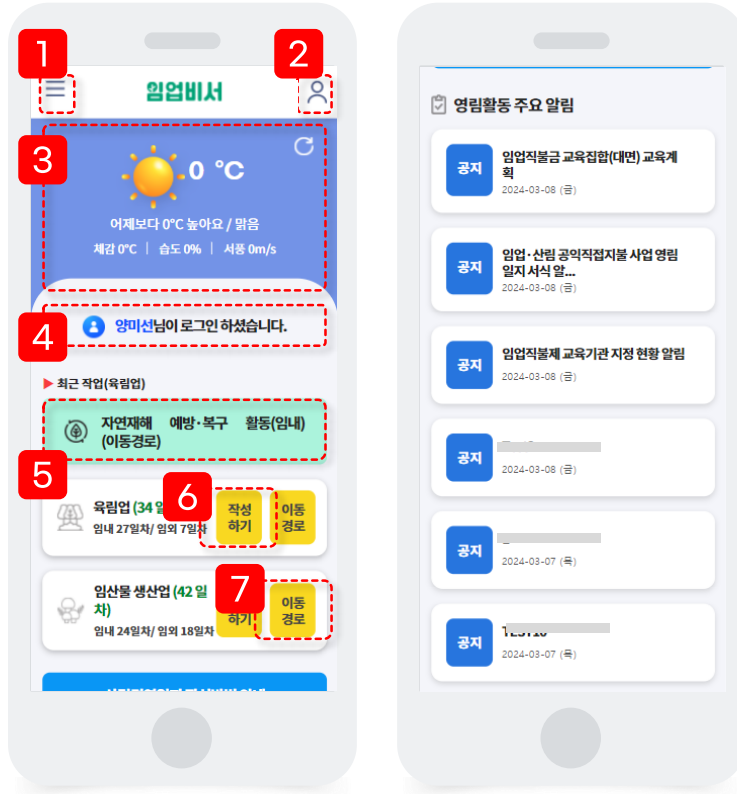 1
2
임업비서
3
0 °C
어제보다 0°C 높아요 / 맑음
체감 0°C | 습도 0% | 서풍 0m/s
4
양미선님이 로그인 하셨습니다.
▶ 최근 작업(육림업)
자연재해 예방·복구 활동(임내)
(이동경로)
5
육림업 (34 일
임내 27일차/ 임외 7일차
6
작성
하기
이동
경로
임산물 생산업 (42 일
차)
임내 24일차/ 임외 18일차
7
하기
이동
경로
영림활동 주요 알림
공지
임업직불금 교육집합(대면) 교육계
획
2024-03-08 (금)
공지
임업·산림 공익직접지불 사업 영림
일지 서식 알...
2024-03-08 (금)
공지
임업직불제 교육기관 지정 현황 알림
2024-03-08 (금)
공지
2024-03-08 (금)
공지
2024-03-07 (목)
공지
2024-03-07 (목)